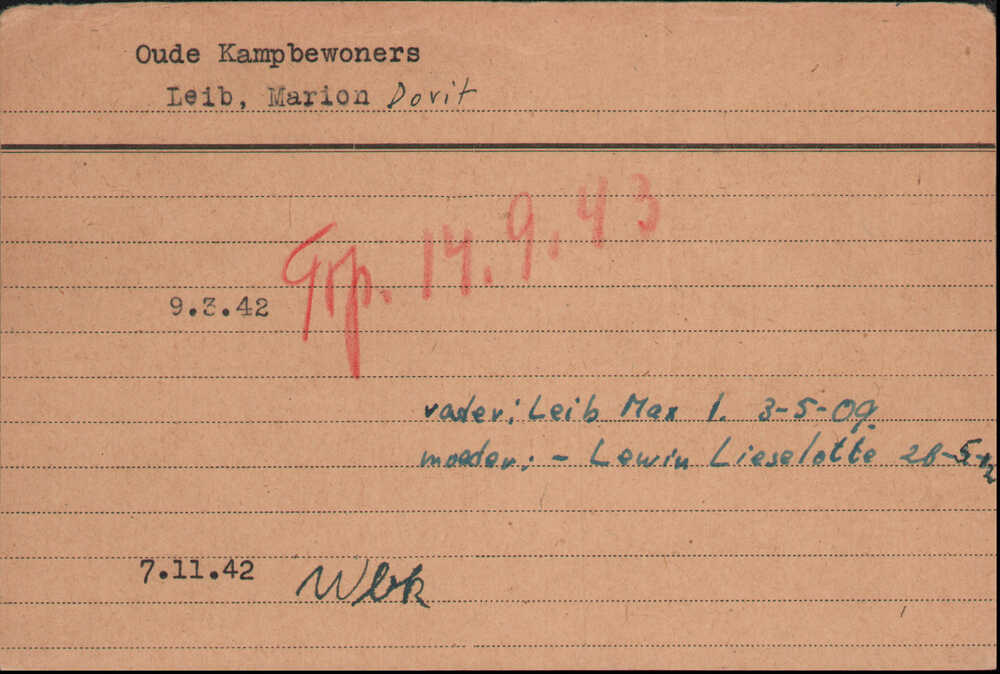 Oude Kampbewoners
Leib, Marion Dorit
Trp. 14.9.43
9.3.42
vader: Leib Max I. 3-5-09
moeder: - Lewin Lieselotte 28-5-12
7.11.42 Wbk